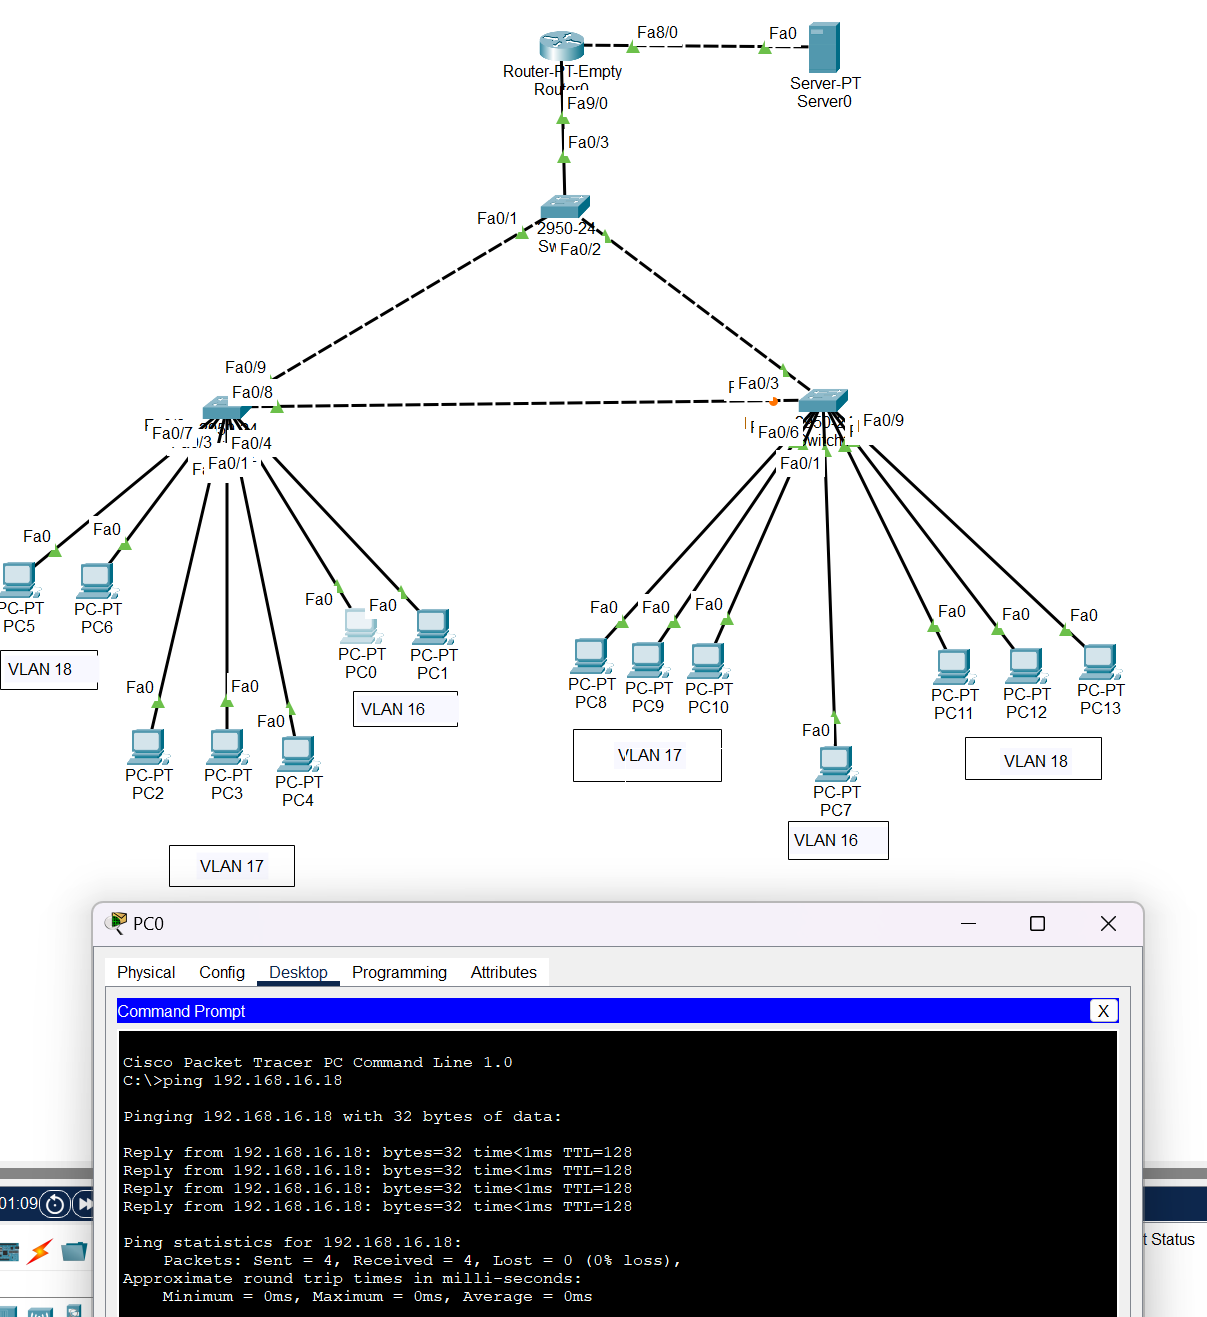 Fa8/0
Fa0
Router-PT-Empty
Router0
Server-PT
Server0
Fa9/0
Fa0/3
Fa0/1
2950-24
Fa0/2
Fa0/9
Fa0/8
Fa0/3
Fa0/7
Fa0/4
Fa0/1
Fa0/6
Fa0/9
Fa0/1
Fa0
Fa0
PC-PT
PC5
PC-PT
PC6
VLAN 18
Fa0
Fa0
PC-PT
PC0
PC-PT
PC1
VLAN 16
Fa0
Fa0
Fa0
PC-PT
PC2
PC-PT
PC3
PC-PT
PC4
VLAN 17
Fa0
Fa0
Fa0
PC-PT
PC8
PC-PT
PC9
PC-PT
PC10
VLAN 17
Fa0
PC-PT
PC7
VLAN 16
Fa0
Fa0
Fa0
PC-PT
PC11
PC-PT
PC12
PC-PT
PC13
VLAN 18
PC0
Physical Config Desktop Programming Attributes
Command Prompt
X
Cisco Packet Tracer PC Command Line 1.0
C:\>ping 192.168.16.18
Pinging 192.168.16.18 with 32 bytes of data:
Reply from 192.168.16.18: bytes=32 time<1ms TTL=128
Reply from 192.168.16.18: bytes=32 time<1ms TTL=128
Reply from 192.168.16.18: bytes=32 time<1ms TTL=128
Reply from 192.168.16.18: bytes=32 time<1ms TTL=128
Ping statistics for 192.168.16.18:
Packets: Sent = 4, Received = 4, Lost = 0 (0% loss),
Approximate round trip times in milli-seconds:
Minimum = 0ms, Maximum = 0ms, Average = 0ms
01:09
t Status